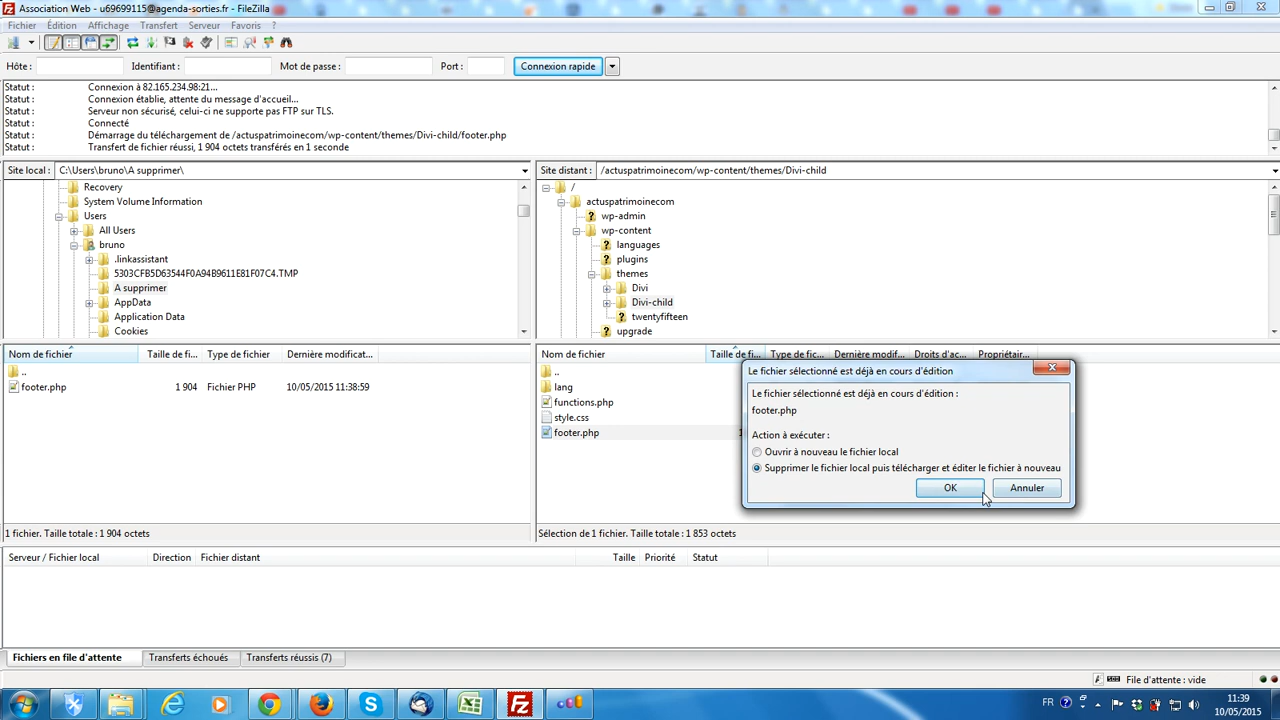 Association Web - u69699115@agenda-sorties.fr - FileZilla
Fichier Édition Affichage Transfert Serveur Favoris ?
Hôte : Identifiant : Mot de passe : Port : Connexion rapide
Statut : Connexion à 82.165.234.98:21...
Statut : Connexion établie, attente du message d'accueil...
Statut : Serveur non sécurisé, celui-ci ne supporte pas FTP sur TLS.
Statut : Connecté
Statut : Démarrage du téléchargement de /actuspatrimoinecom/wp-content/themes/Divi-child/footer.php
Statut : Transfert de fichier réussi, 1 904 octets transférés en 1 seconde
Site local : C:\Users\bruno\A supprimer\
Recovery
System Volume Information
Users
All Users
bruno
.linkassistant
5303CFB5D63544F0A94B9611E81F07C4.TMP
A supprimer
AppData
Application Data
Cookies
Site distant : /actuspatrimoinecom/wp-content/themes/Divi-child
/
actuspatrimoinecom
wp-admin
wp-content
languages
plugins
themes
Divi
Divi-child
twentyfifteen
upgrade
Nom de fichier Taille de fi... Type de fichier Dernière modificat...
..
footer.php 1 904 Fichier PHP 10/05/2015 11:38:59
1 fichier. Taille totale : 1 904 octets
Nom de fichier Taille de fi... Type de fic... Dernière modif... Droits d'ac... Propriétair...
..
lang
functions.php
style.css
footer.php 1
Sélection de 1 fichier. Taille totale : 1 853 octets
Le fichier sélectionné est déjà en cours d'édition
Le fichier sélectionné est déjà en cours d'édition :
footer.php
Action à exécuter :
Ouvrir à nouveau le fichier local
Supprimer le fichier local puis télécharger et éditer le fichier à nouveau
OK Annuler
Serveur / Fichier local Direction Fichier distant Taille Priorité Statut
Fichiers en file d'attente Transferts échoués Transferts réussis (7)
File d'attente : vide
FR 11:39
10/05/2015